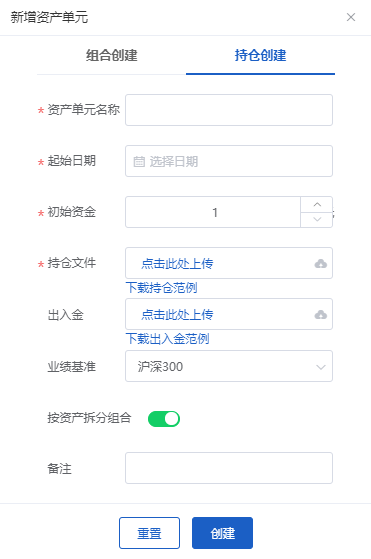 新增资产单元
组合创建 持仓创建
* 资产单元名称
* 起始日期 选择日期
* 初始资金 1
* 持仓文件 点击此处上传
下载持仓范例
出入金 点击此处上传
下载出入金范例
业绩基准 沪深300
按资产拆分组合
备注
重置 创建